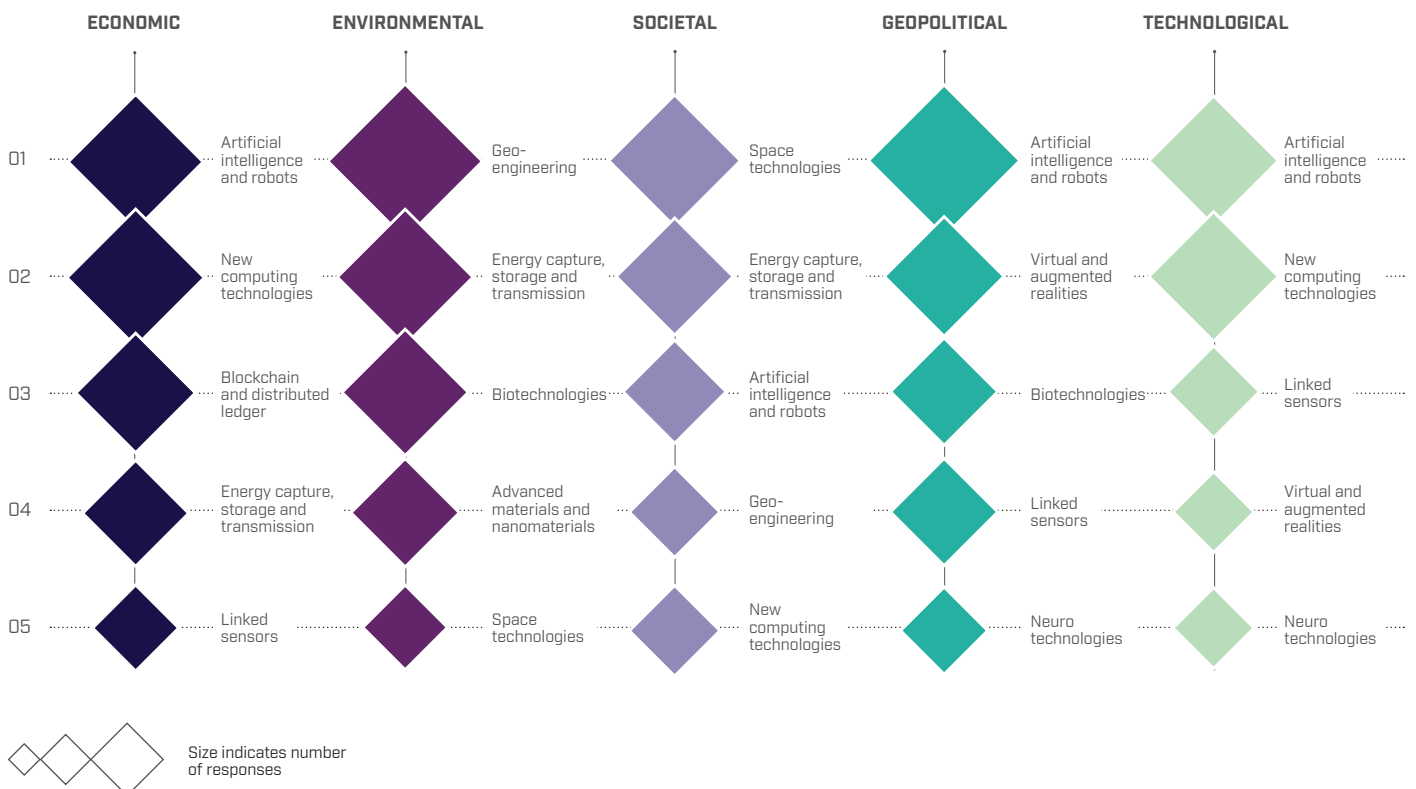 ECONOMIC
ENVIRONMENTAL
SOCIETAL
GEOPOLITICAL
TECHNOLOGICAL
01
Artificial
intelligence
and robots
Geo-
engineering
Space
technologies
Artificial
intelligence
and robots
Artificial
intelligence
and robots
02
New
computing
technologies
Energy capture,
storage and
transmission
Energy capture,
storage and
transmission
Virtual and
augmented
realities
New
computing
technologies
03
Blockchain
and distributed
ledger
Biotechnologies
Artificial
intelligence
and robots
Biotechnologies
Linked
sensors
04
Energy capture,
storage and
transmission
Advanced
materials and
nanomaterials
Geo-
engineering
Linked
sensors
Virtual and
augmented
realities
05
Linked
sensors
Space
technologies
New
computing
technologies
Neuro
technologies
Neuro
technologies
Size indicates number
of responses